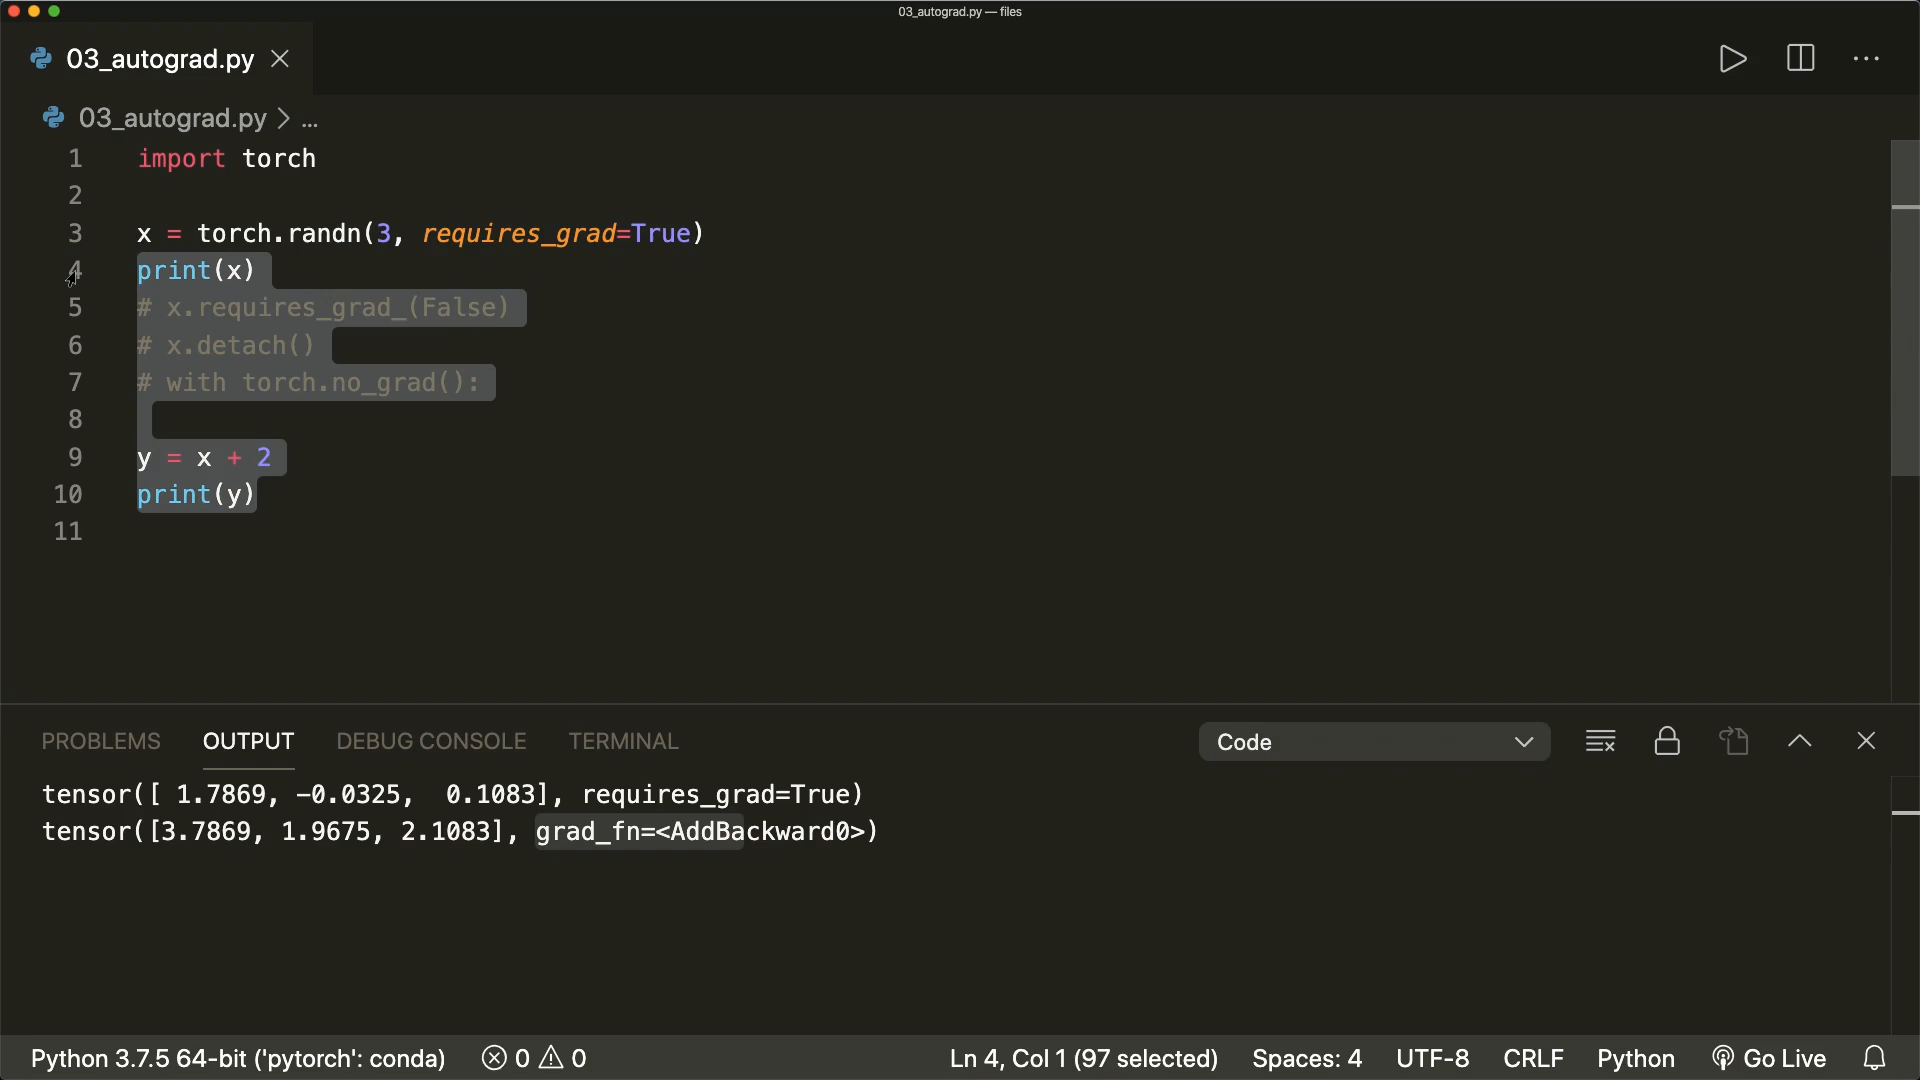 03_autograd.py — files
03_autograd.py
03_autograd.py > ...
1 import torch
2
3 x = torch.randn(3, requires_grad=True)
4 print(x)
5 # x.requires_grad_(False)
6 # x.detach()
7 # with torch.no_grad():
8
9 y = x + 2
10 print(y)
11
PROBLEMS OUTPUT DEBUG CONSOLE TERMINAL Code
tensor([ 1.7869, -0.0325,  0.1083], requires_grad=True)
tensor([3.7869, 1.9675, 2.1083], grad_fn=<AddBackward0>)
Python 3.7.5 64-bit ('pytorch': conda) 0 0 Ln 4, Col 1 (97 selected) Spaces: 4 UTF-8 CRLF Python Go Live